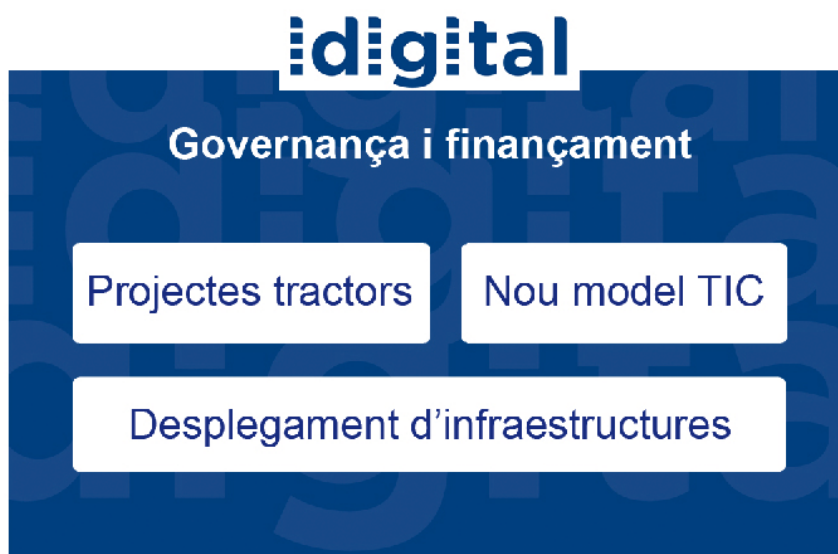 idigital
Governança i finançament
Projectes tractors
Nou model TIC
Desplegament d'infraestructures